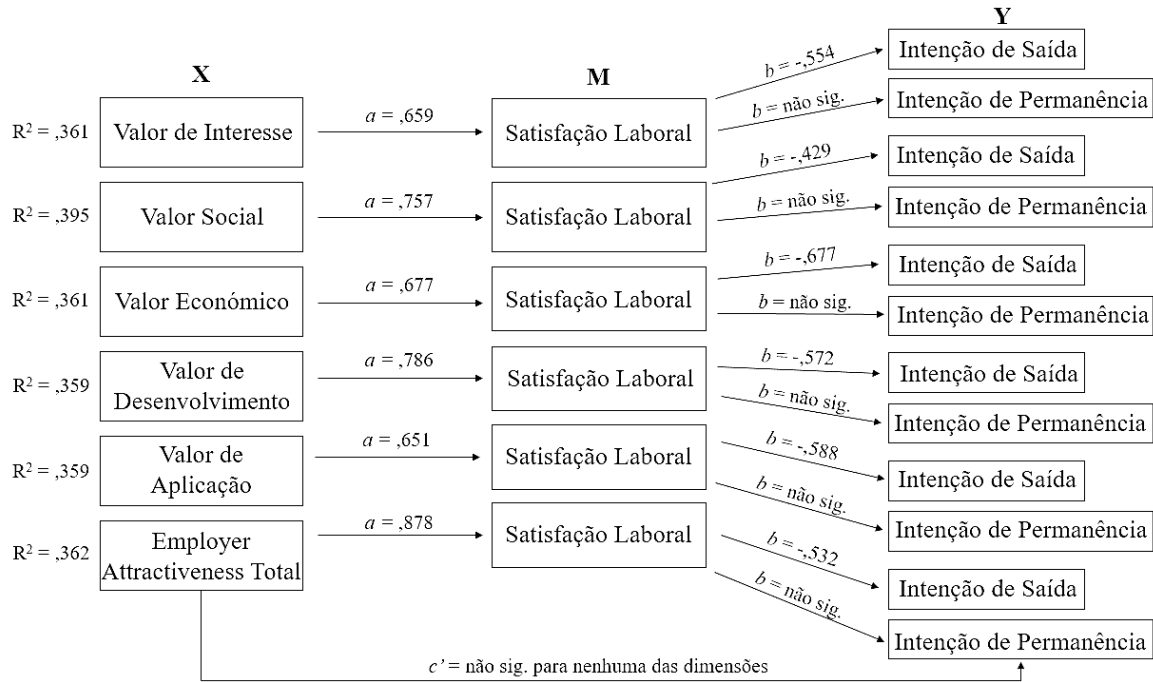 X
M
Y
R² = ,361
Valor de Interesse
a = ,659
Satisfação Laboral
b = -,554
Intenção de Saída
b = não sig.
Intenção de Permanência
R² = ,395
Valor Social
a = ,757
Satisfação Laboral
b = -,429
Intenção de Saída
b = não sig.
Intenção de Permanência
R² = ,361
Valor Económico
a = ,677
Satisfação Laboral
b = -,677
Intenção de Saída
b = não sig.
Intenção de Permanência
R² = ,359
Valor de
Desenvolvimento
a = ,786
Satisfação Laboral
b = -,572
Intenção de Saída
b = não sig.
Intenção de Permanência
R² = ,359
Valor de
Aplicação
a = ,651
Satisfação Laboral
b = -,588
Intenção de Saída
b = não sig.
Intenção de Permanência
R² = ,362
Employer
Attractiveness Total
a = ,878
Satisfação Laboral
b = -,532
Intenção de Saída
b = não sig.
Intenção de Permanência
c' = não sig. para nenhuma das dimensões